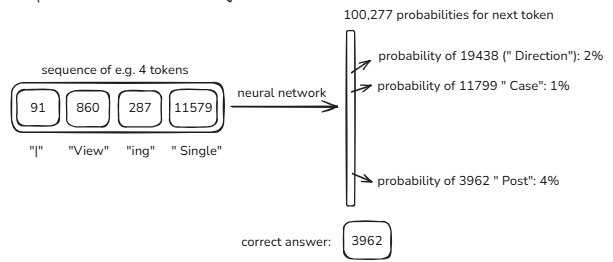 100,277 probabilities for next token
probability of 19438 (" Direction"): 2%
sequence of e.g. 4 tokens
probability of 11799 " Case": 1%
neural network
91 860 287 11579
"|" "View" "ing" " Single"
probability of 3962 " Post": 4%
correct answer: 3962